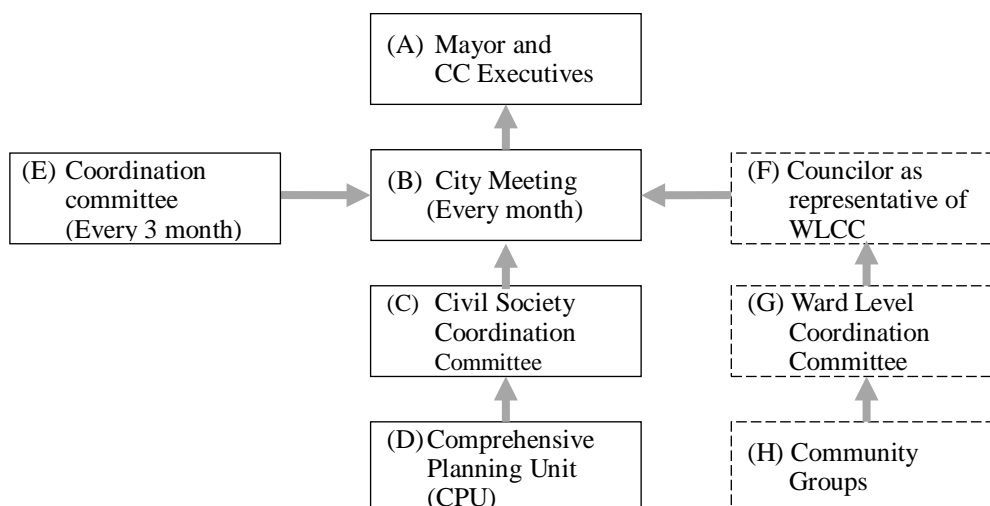 (A) Mayor and
CC Executives
(E) Coordination
committee
(Every 3 month)
(B) City Meeting
(Every month)
(F) Councilor as
representative of
WLCC
(C) Civil Society
Coordination
Committee
(G) Ward Level
Coordination
Committee
(D) Comprehensive
Planning Unit
(CPU)
(H) Community
Groups